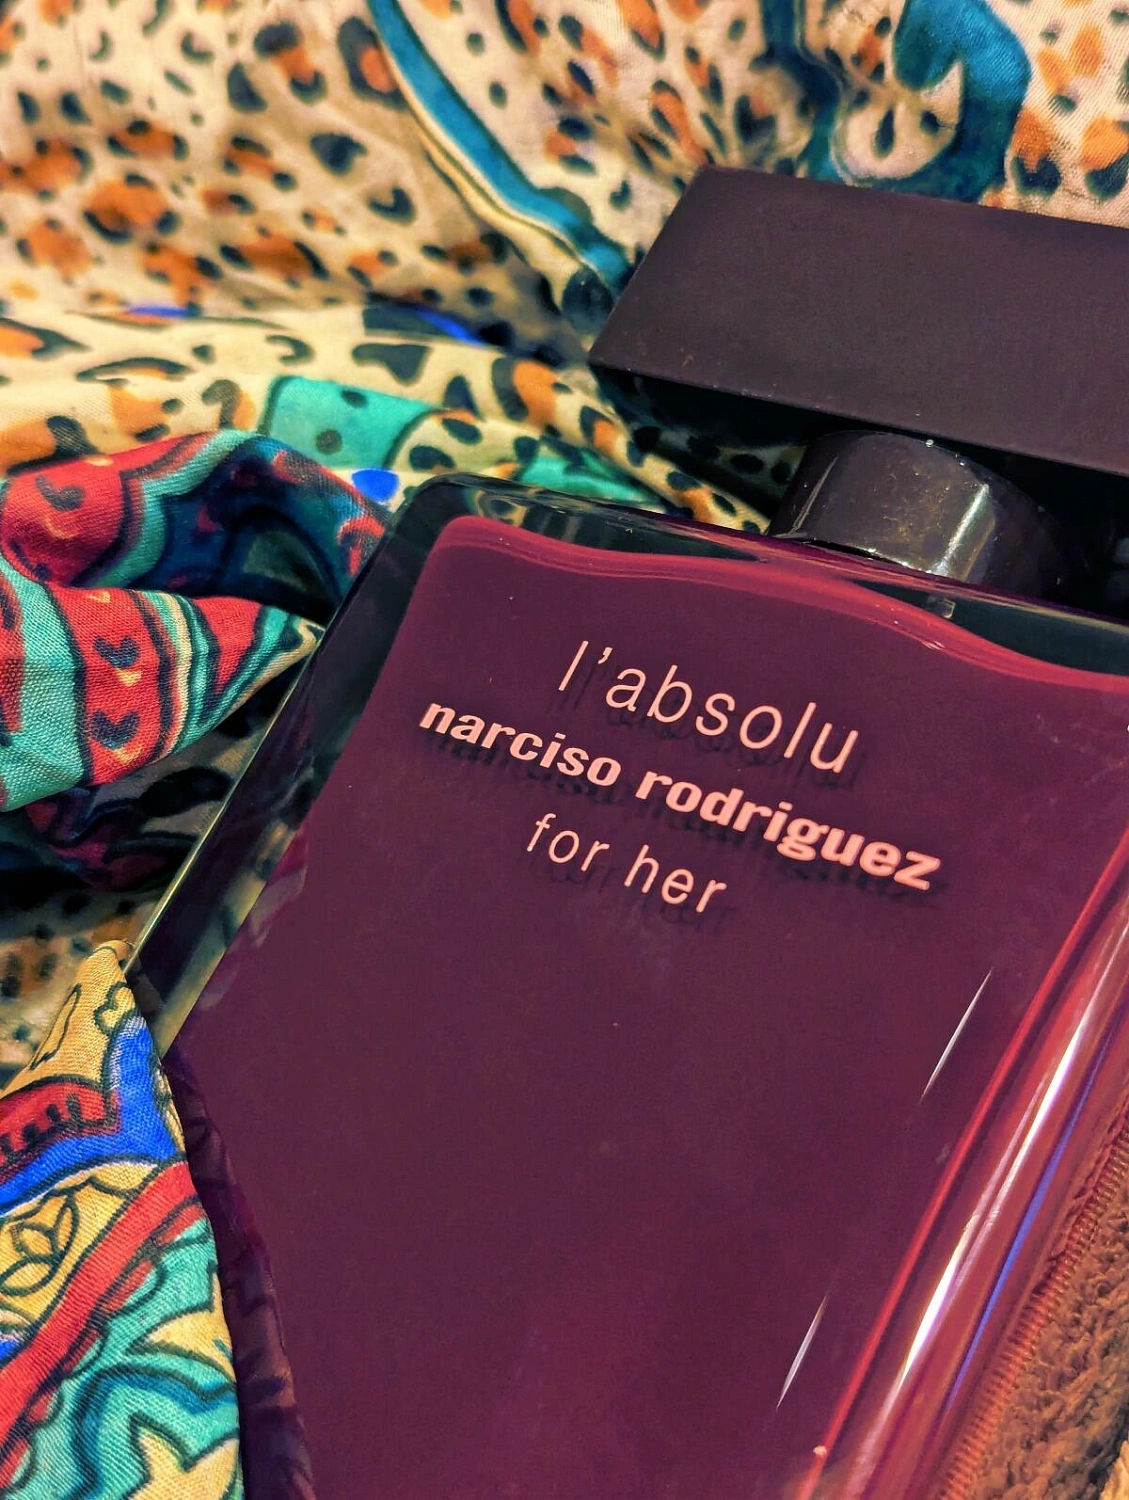 l'absolu
narciso rodriguez
for her